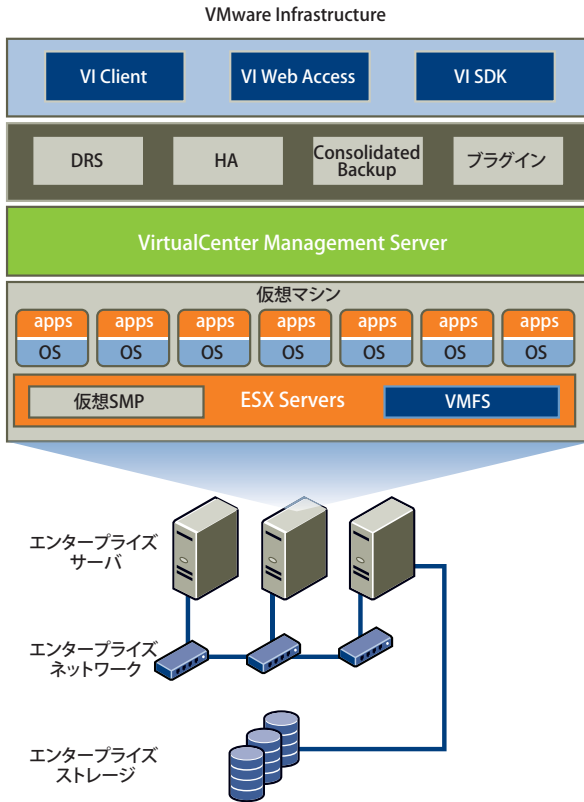 VMware Infrastructure
VI Client
VI Web Access
VI SDK
DRS
HA
Consolidated
Backup
プラグイン
VirtualCenter Management Server
仮想マシン
apps
apps
apps
apps
apps
apps
apps
OS
OS
OS
OS
OS
OS
OS
仮想SMP
ESX Servers
VMFS
エンタープライズ
サーバ
エンタープライズ
ネットワーク
エンタープライズ
ストレージ